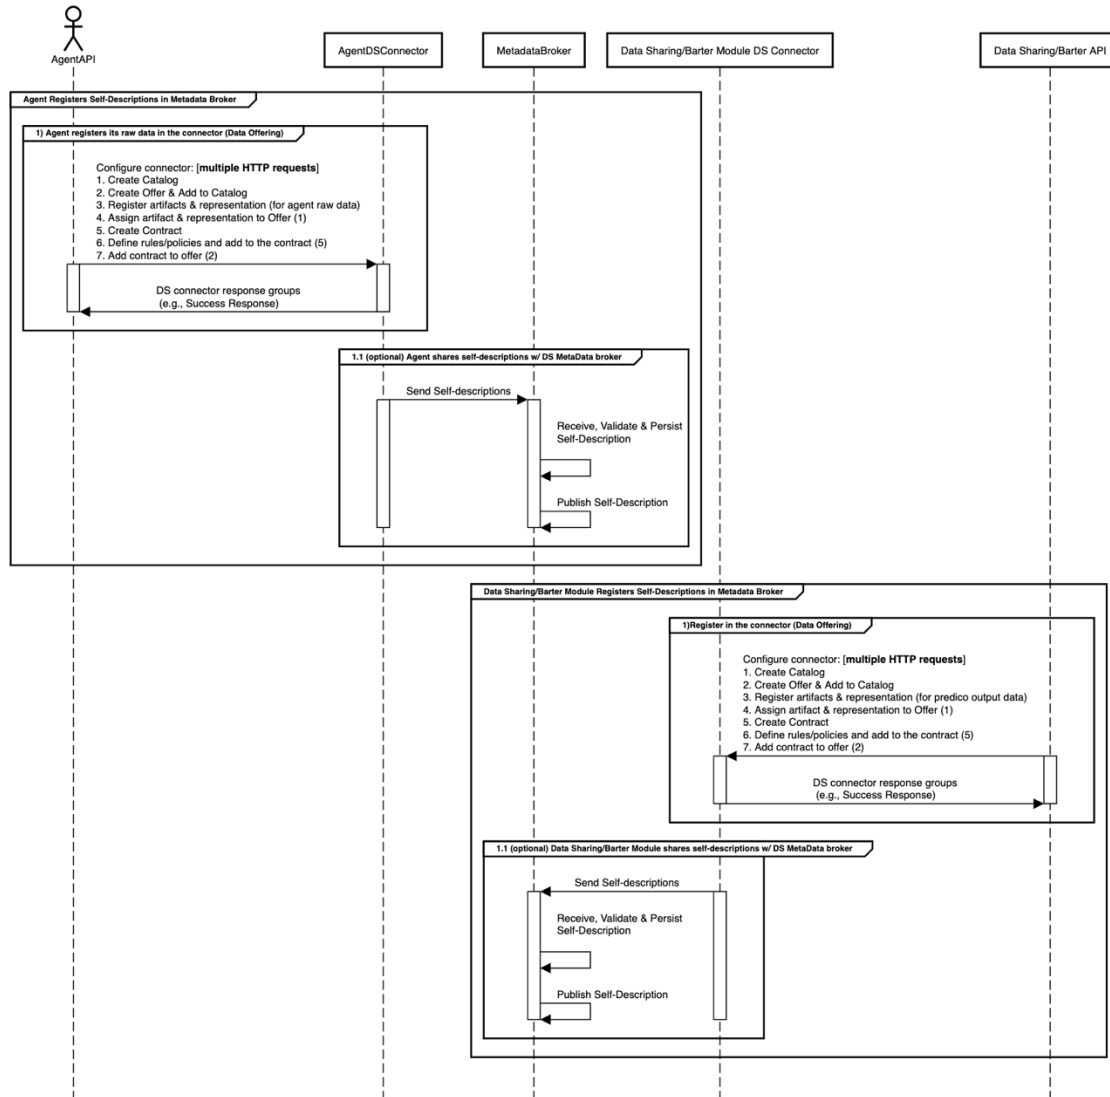 AgentAPI
AgentDSConnector
MetadataBroker
Data Sharing/Barter Module DS Connector
Data Sharing/Barter API
Agent Registers Self-Descriptions in Metadata Broker
1) Agent registers its raw data in the connector (Data Offering)
Configure connector: [multiple HTTP requests]
1. Create Catalog
2. Create Offer & Add to Catalog
3. Register artifacts & representation (for agent raw data)
4. Assign artifact & representation to Offer (1)
5. Create Contract
6. Define rules/policies and add to the contract (5)
7. Add contract to offer (2)
DS connector response groups
(e.g., Success Response)
1.1 (optional) Agent shares self-descriptions w/ DS MetaData broker
Send Self-descriptions
Receive, Validate & Persist
Self-Description
Publish Self-Description
Data Sharing/Barter Module Registers Self-Descriptions in Metadata Broker
1)Register in the connector (Data Offering)
Configure connector: [multiple HTTP requests]
1. Create Catalog
2. Create Offer & Add to Catalog
3. Register artifacts & representation (for predico output data)
4. Assign artifact & representation to Offer (1)
5. Create Contract
6. Define rules/policies and add to the contract (5)
7. Add contract to offer (2)
DS connector response groups
(e.g., Success Response)
1.1 (optional) Data Sharing/Barter Module shares self-descriptions w/ DS MetaData broker
Send Self-descriptions
Receive, Validate & Persist
Self-Description
Publish Self-Description